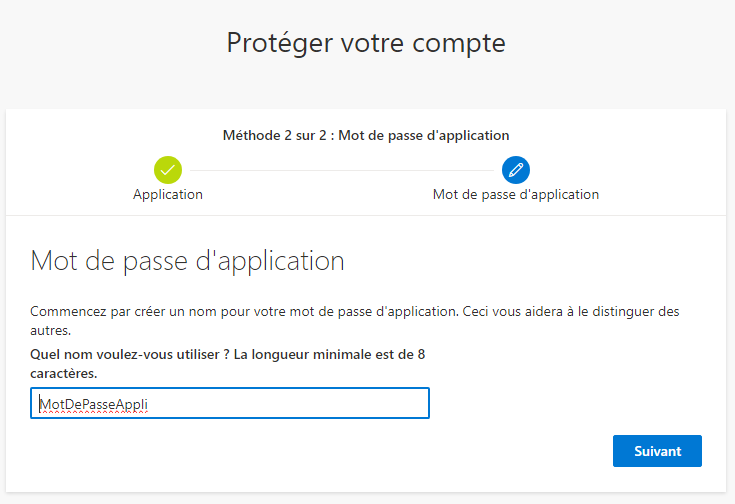 Protéger votre compte
Méthode 2 sur 2 : Mot de passe d'application
Application
Mot de passe d'application
Mot de passe d'application
Commencez par créer un nom pour votre mot de passe d'application. Ceci vous aidera à le distinguer des
autres.
Quel nom voulez-vous utiliser ? La longueur minimale est de 8
caractères.
MotDePasseAppli
Suivant